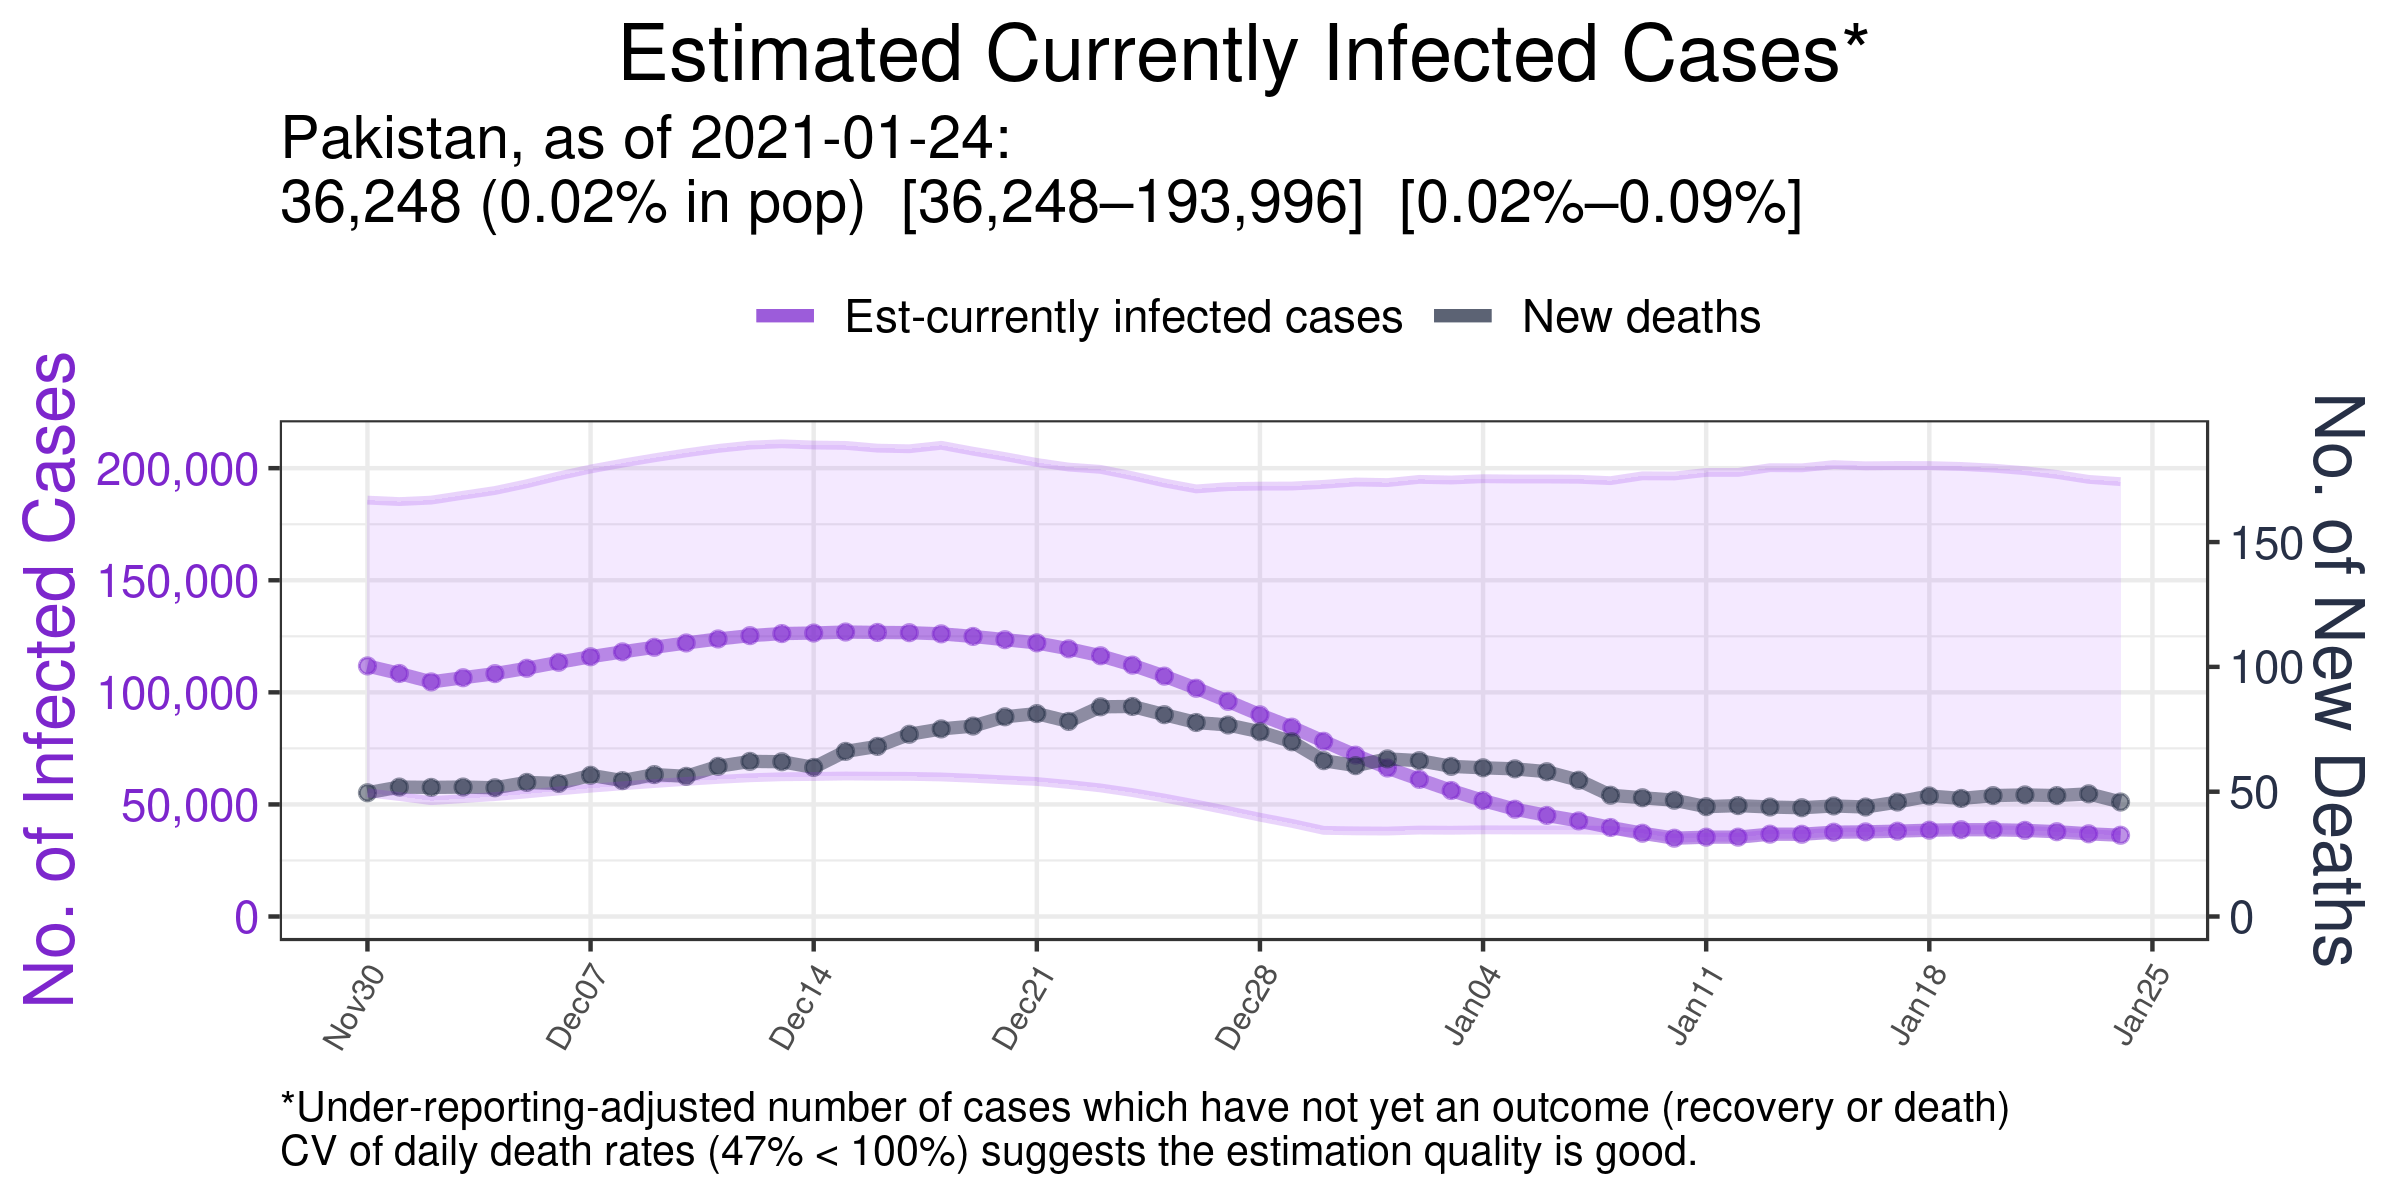 Estimated Currently Infected Cases*
Pakistan, as of 2021-01-24:
36,248 (0.02% in pop)  [36,248–193,996]  [0.02%–0.09%]
Est-currently infected cases
New deaths
No. of Infected Cases
200,000
150,000
100,000
50,000
0
No. of New Deaths
150
100
50
0
Nov30
Dec07
Dec14
Dec21
Dec28
Jan04
Jan11
Jan18
Jan25
*Under-reporting-adjusted number of cases which have not yet an outcome (recovery or death)
CV of daily death rates (47% < 100%) suggests the estimation quality is good.